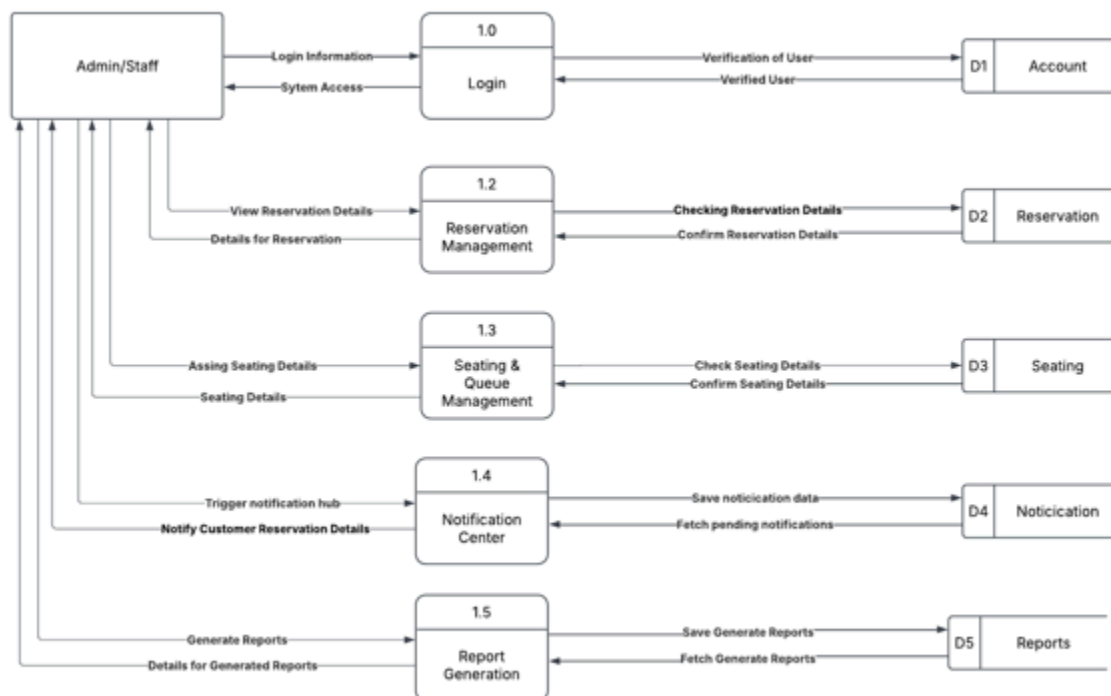 Admin/Staff
Login Information
Sytem Access
1.0
Login
Verification of User
Verified User
D1
Account
View Reservation Details
Details for Reservation
1.2
Reservation
Management
Checking Reservation Details
Confirm Reservation Details
D2
Reservation
Assing Seating Details
Seating Details
1.3
Seating &
Queue
Management
Check Seating Details
Confirm Seating Details
D3
Seating
Trigger notification hub
Notify Customer Reservation Details
1.4
Notification
Center
Save noticication data
Fetch pending notifications
D4
Noticication
Generate Reports
Details for Generated Reports
1.5
Report
Generation
Save Generate Reports
Fetch Generate Reports
D5
Reports